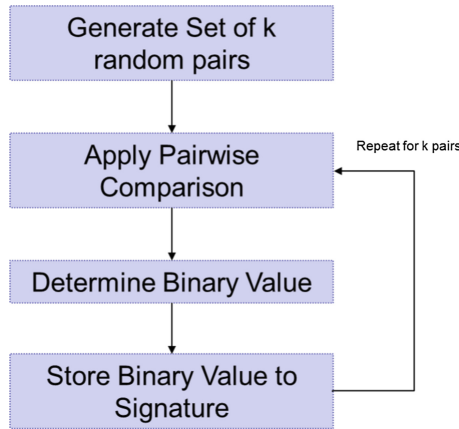 Generate Set of k
random pairs
Apply Pairwise
Comparison
Repeat for k pairs
Determine Binary Value
Store Binary Value to
Signature